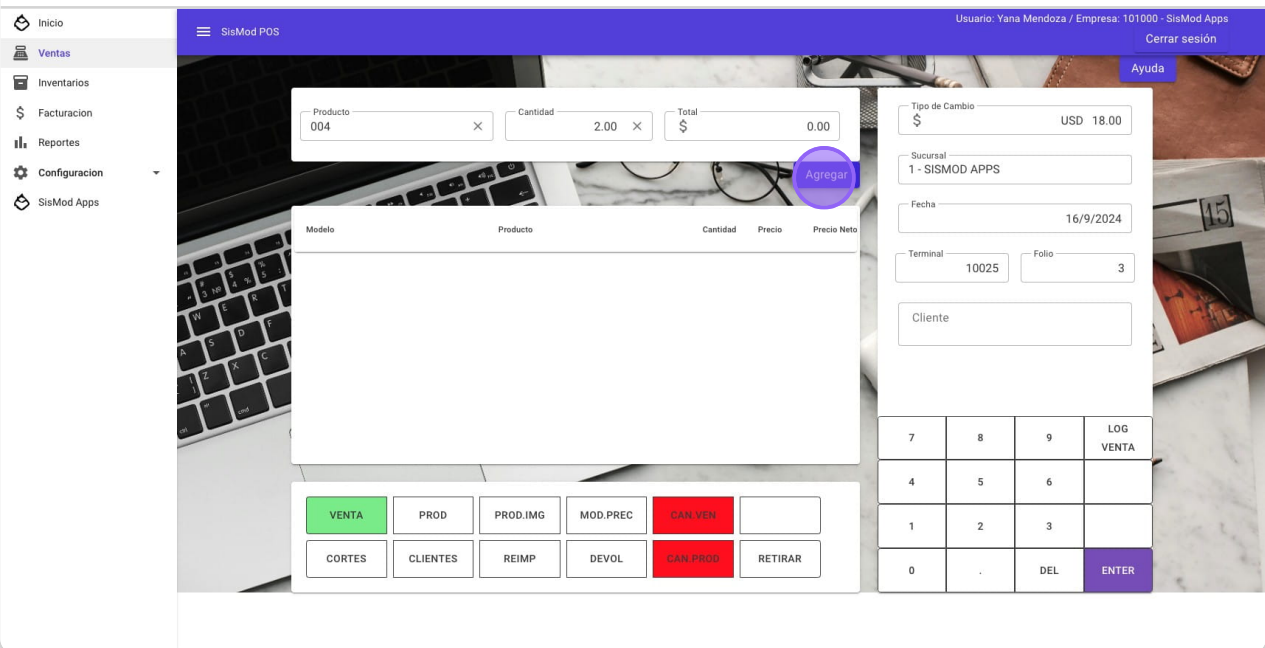 Inicio
Ventas
Inventarios
Facturacion
Reportes
Configuracion
SisMod Apps
SisMod POS
Usuario: Yana Mendoza / Empresa: 101000 - SisMod Apps
Cerrar sesión
Ayuda
Producto
004
Cantidad
2.00
Total
$ 0.00
Agregar
Modelo Producto Cantidad Precio Precio Neto
Tipo de Cambio
$ USD 18.00
Sucursal
1 - SISMOD APPS
Fecha
16/9/2024
Terminal
10025
Folio
3
Cliente
VENTA PROD PROD.IMG MOD.PREC CAN.VEN
CORTES CLIENTES REIMP DEVOL CAN.PROD RETIRAR
7 8 9 LOG
VENTA
4 5 6
1 2 3
0 . DEL ENTER
15